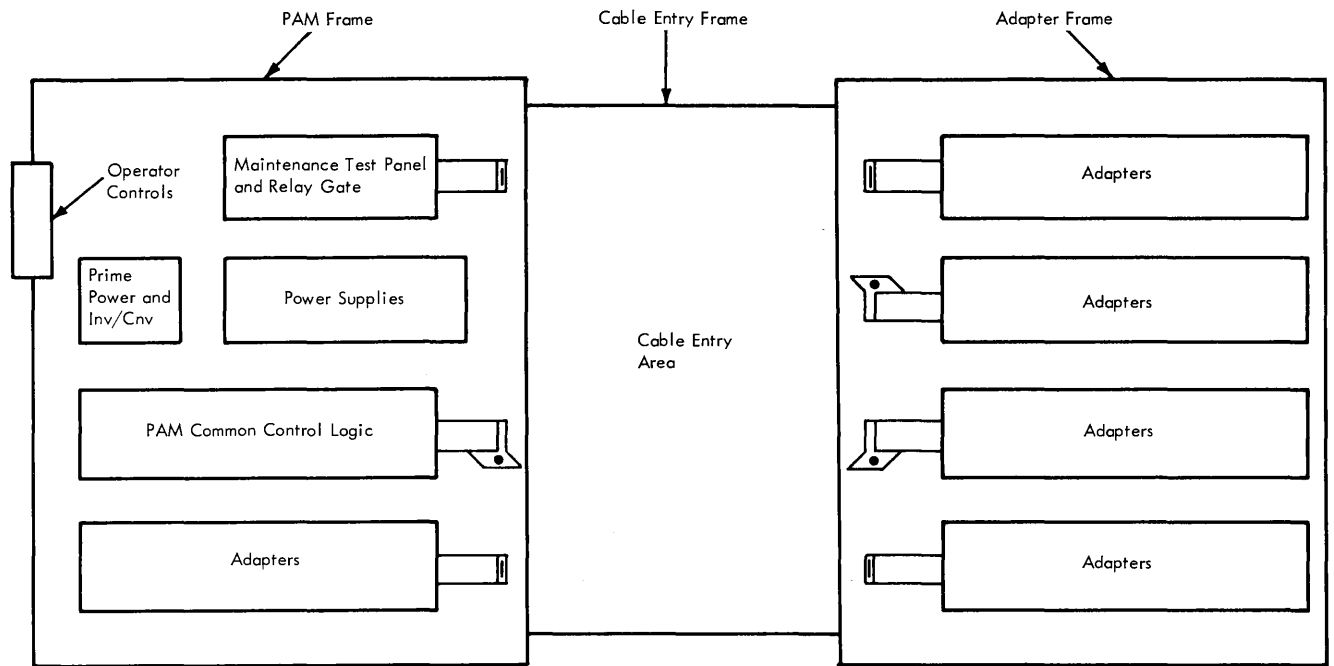 PAM Frame
Cable Entry Frame
Adapter Frame
Operator
Controls
Maintenance Test Panel
and Relay Gate
Prime
Power and
Inv/Cnv
Power Supplies
PAM Common Control Logic
Adapters
Cable Entry
Area
Adapters
Adapters
Adapters
Adapters